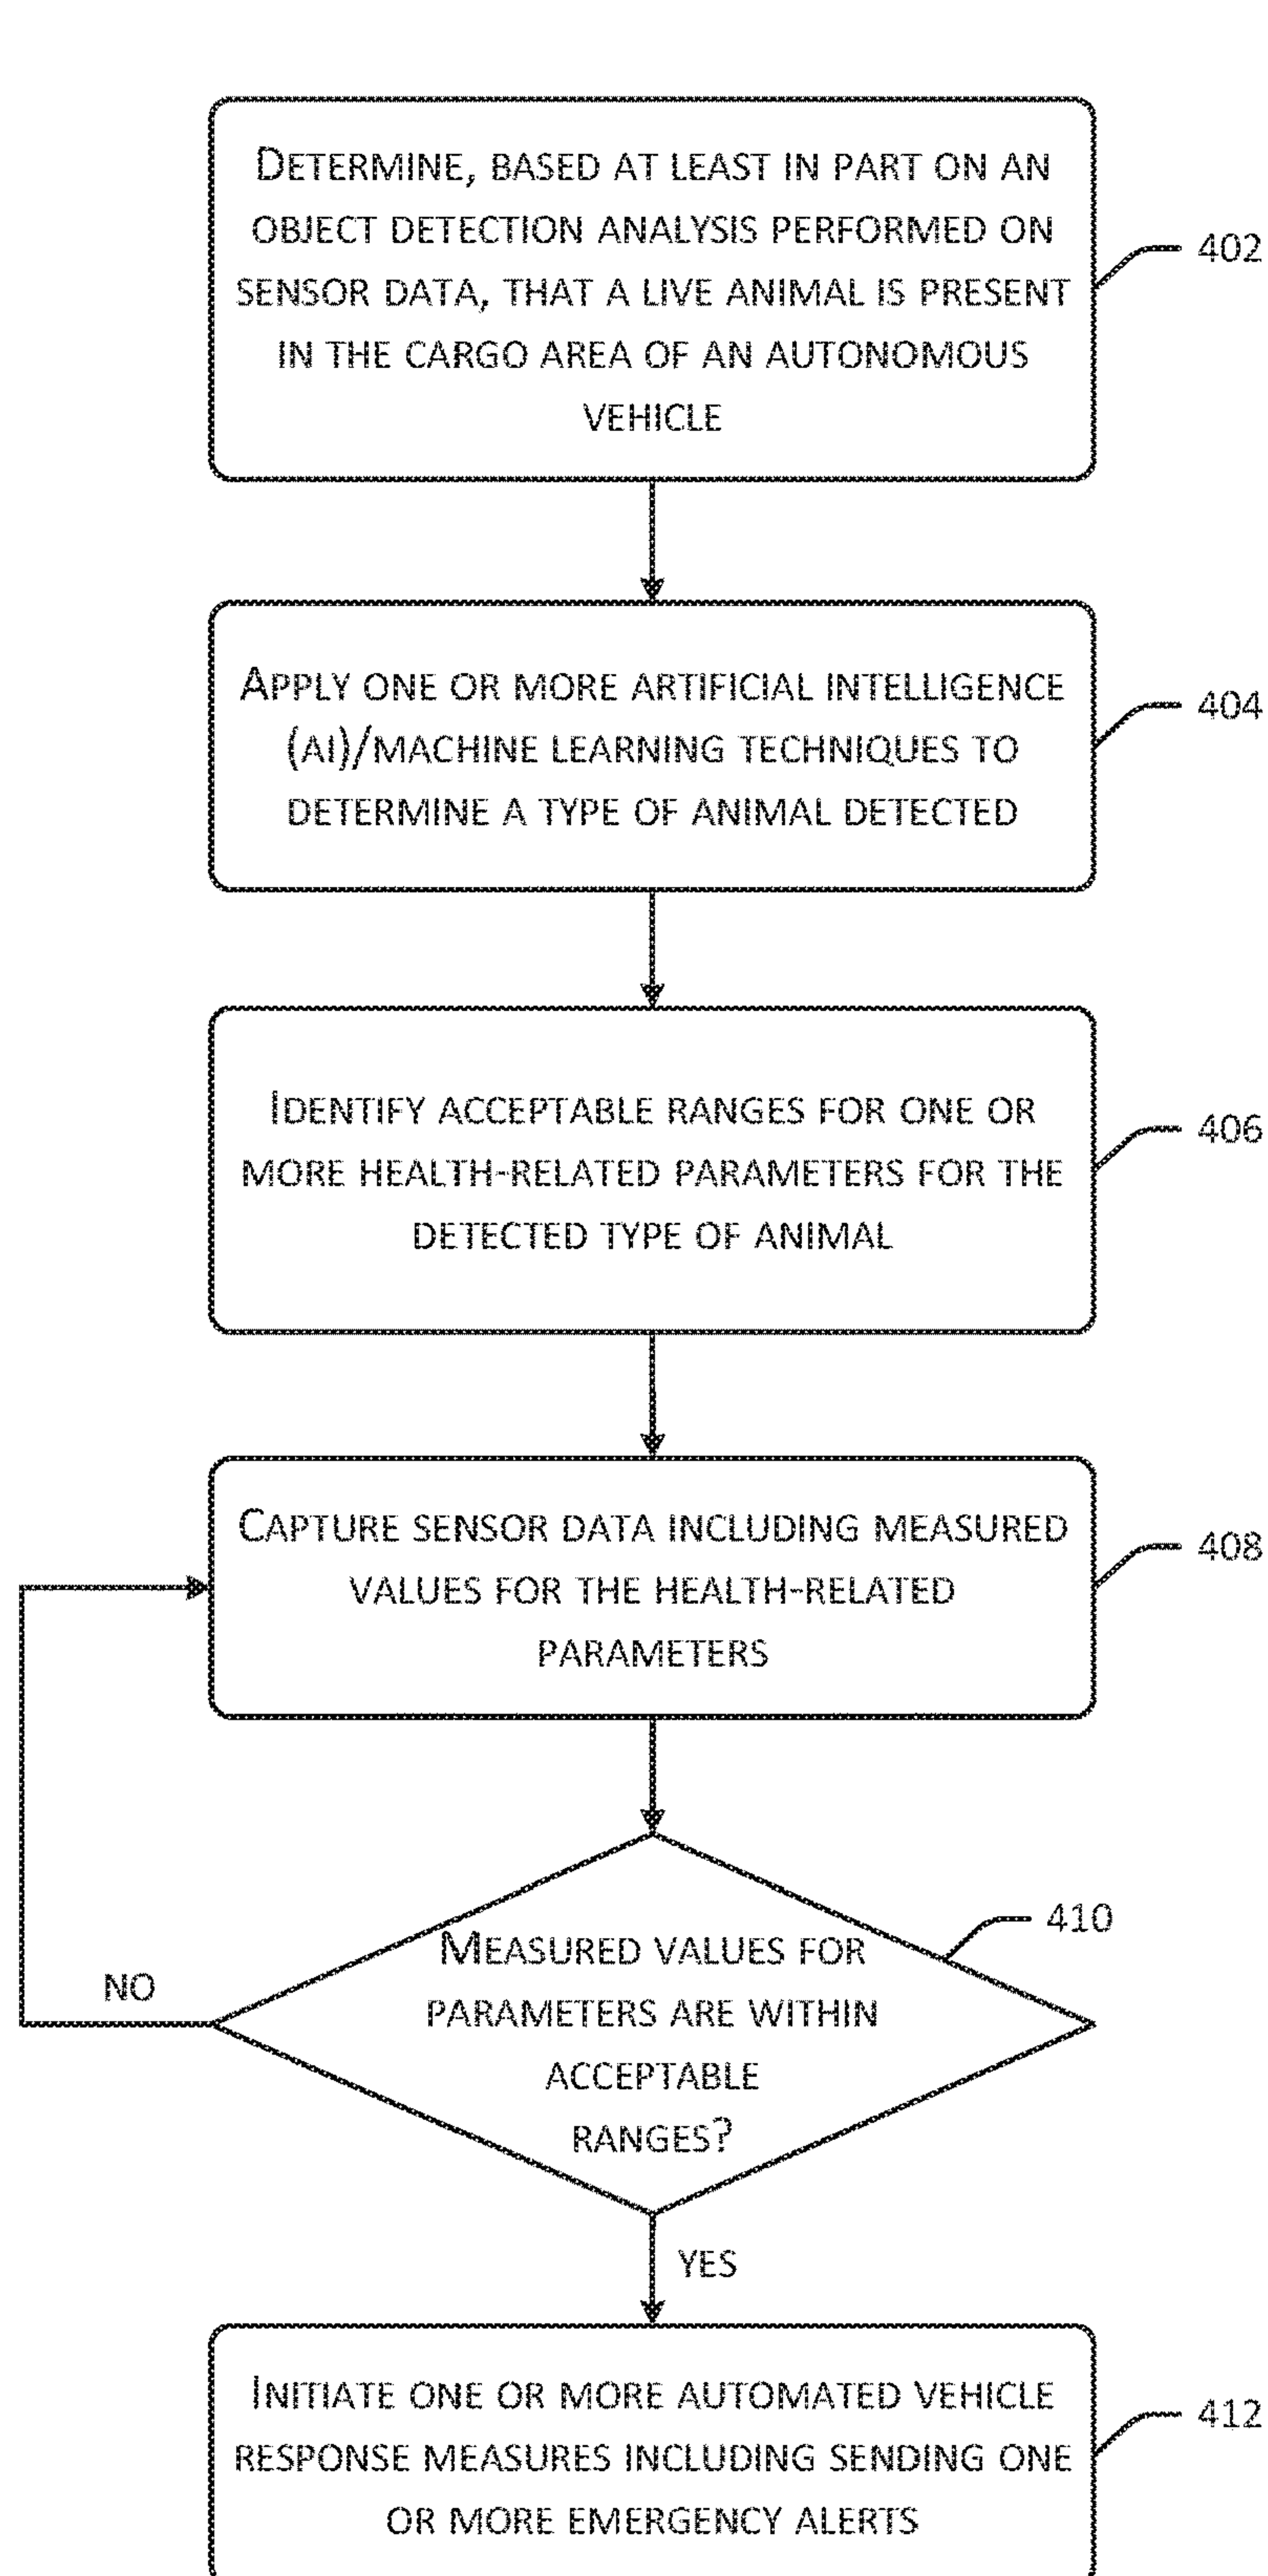 DETERMINE, BASED AT LEAST IN PART ON AN
OBJECT DETECTION ANALYSIS PERFORMED ON
SENSOR DATA, THAT A LIVE ANIMAL IS PRESENT
IN THE CARGO AREA OF AN AUTONOMOUS
VEHICLE
402
APPLY ONE OR MORE ARTIFICIAL INTELLIGENCE
(AI)/MACHINE LEARNING TECHNIQUES TO
DETERMINE A TYPE OF ANIMAL DETECTED
404
IDENTIFY ACCEPTABLE RANGES FOR ONE OR
MORE HEALTH-RELATED PARAMETERS FOR THE
DETECTED TYPE OF ANIMAL
406
CAPTURE SENSOR DATA INCLUDING MEASURED
VALUES FOR THE HEALTH-RELATED
PARAMETERS
408
MEASURED VALUES FOR
PARAMETERS ARE WITHIN
ACCEPTABLE
RANGES?
410
NO
YES
INITIATE ONE OR MORE AUTOMATED VEHICLE
RESPONSE MEASURES INCLUDING SENDING ONE
OR MORE EMERGENCY ALERTS
412